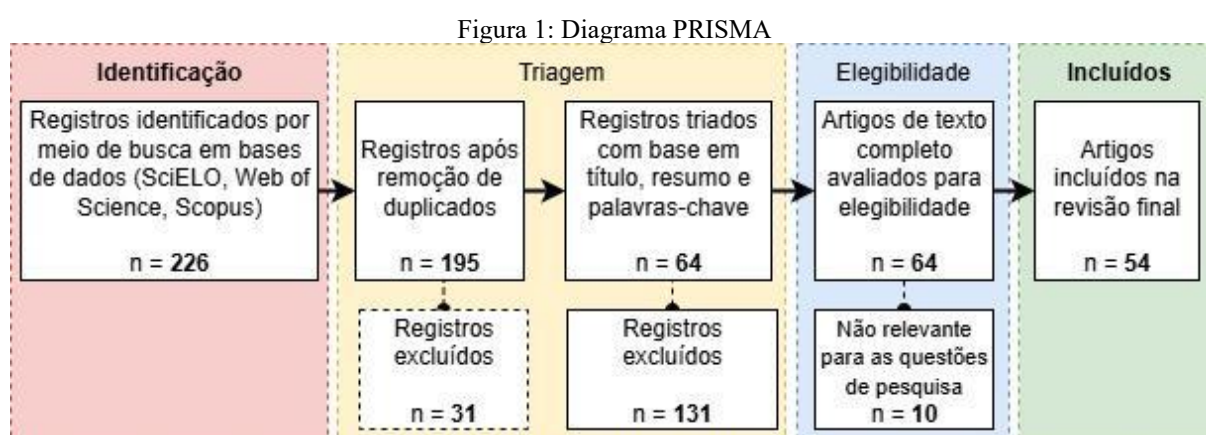 Figura 1: Diagrama PRISMA
Identificação
Registros identificados por
meio de busca em bases
de dados (SciELO, Web of
Science, Scopus)
n = 226
Triagem
Registros após
remoção de
duplicados
n = 195
Registros
excluídos
n = 31
Registros triados
com base em
título, resumo e
palavras-chave
n = 64
Registros
excluídos
n = 131
Elegibilidade
Artigos de texto
completo
avaliados para
elegibilidade
n = 64
Não relevante
para as questões
de pesquisa
n = 10
Incluídos
Artigos
incluídos na
revisão final
n = 54